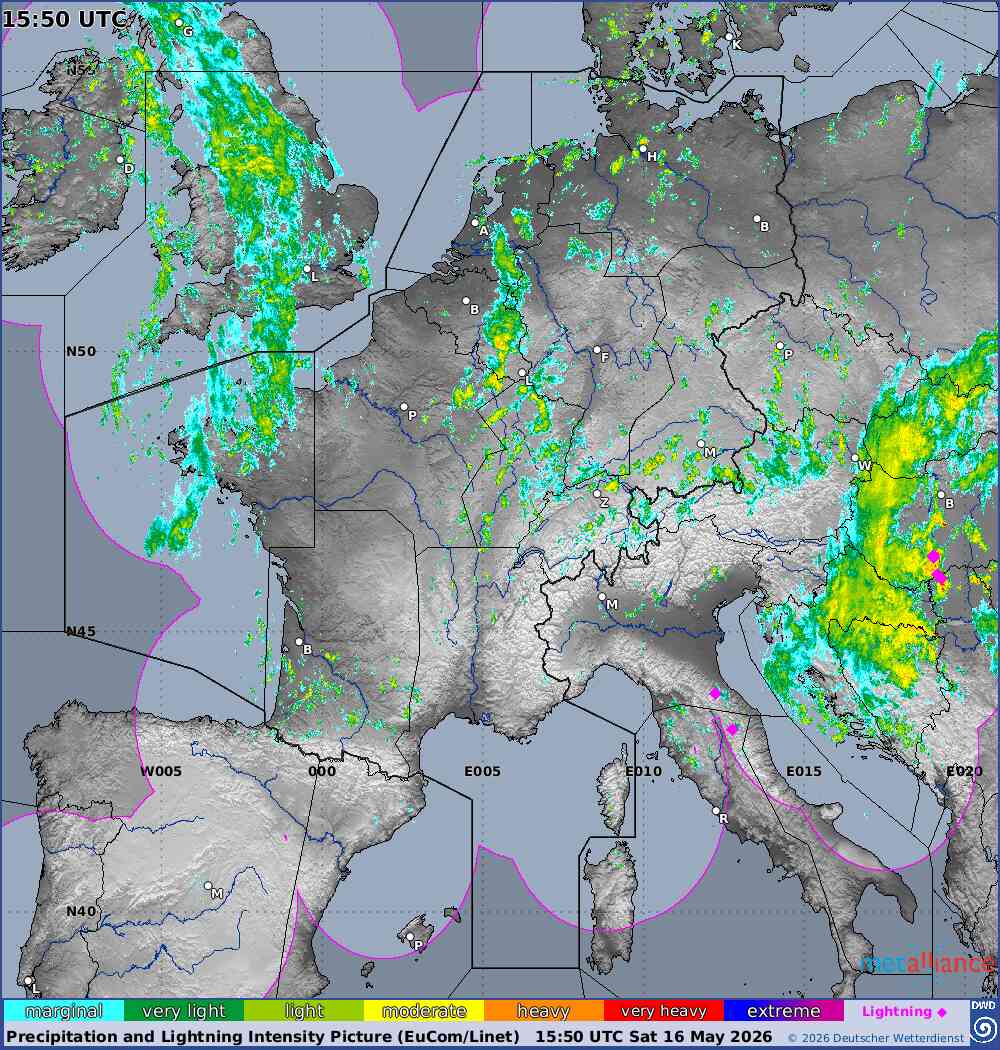 15:50 UTC
G
K
N55
D
H
A
B
L
B
N50
F
P
L
P
M
W
Z
B
M
N45
B
W005
000
E005
E010
E015
E020
R
M
N40
P
L
metalliance
marginal very light light moderate heavy very heavy extreme Lightning ◆ DWD
Precipitation and Lightning Intensity Picture (EuCom/Linet) 15:50 UTC Sat 16 May 2026 © 2026 Deutscher Wetterdienst